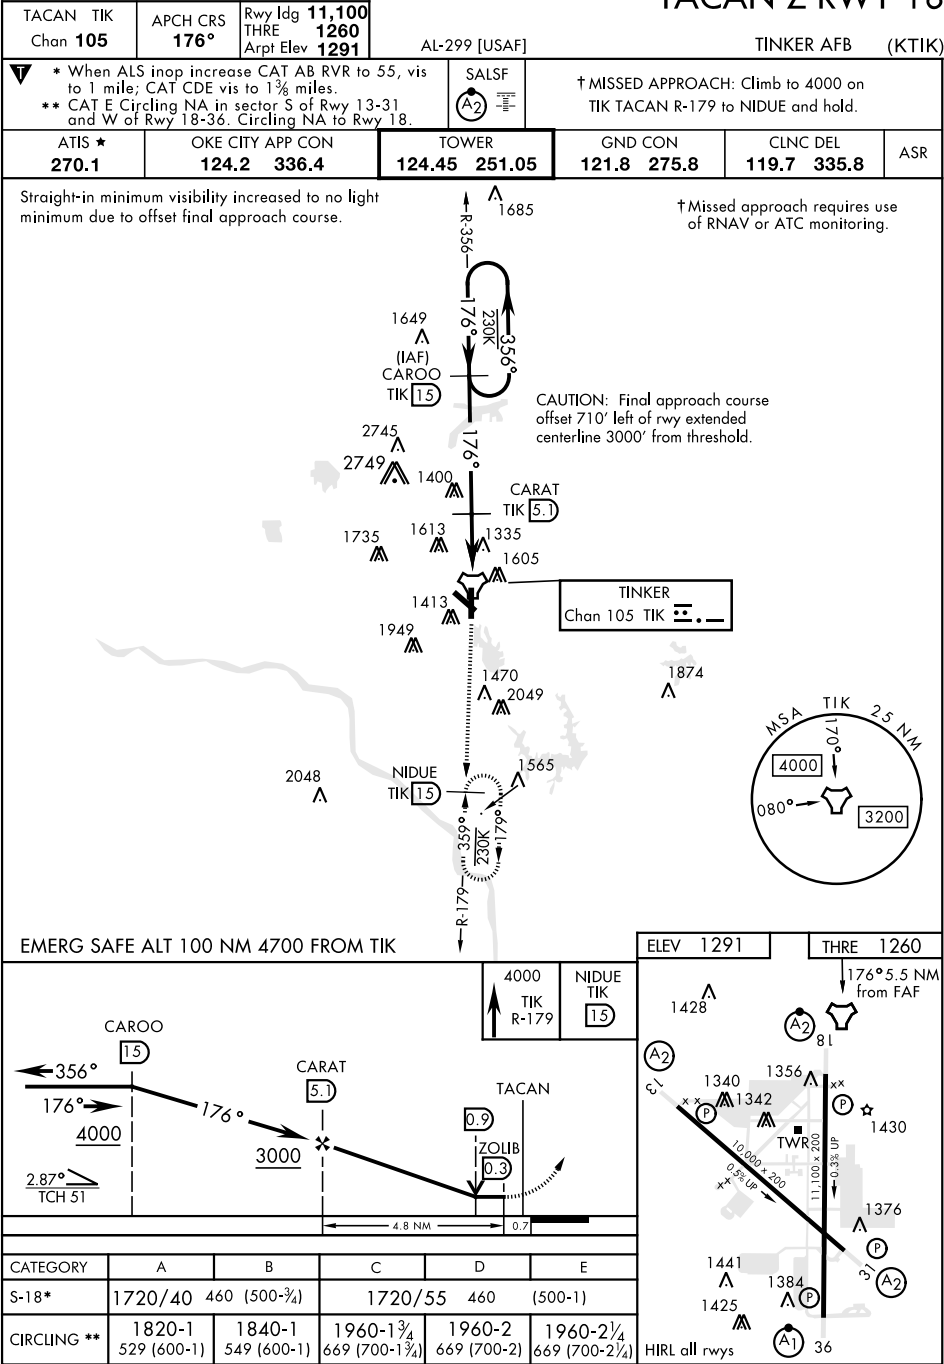 TACAN Z RWY 18
TACAN TIK
Chan 105
APCH CRS
176°
Rwy ldg 11,100
THRE 1260
Arpt Elev 1291
AL-299 [USAF]
TINKER AFB (KTIK)
T
* When ALS inop increase CAT AB RVR to 55, vis
to 1 mile; CAT CDE vis to 1⅜ miles.
** CAT E Circling NA in sector S of Rwy 13-31
and W of Rwy 18-36. Circling NA to Rwy 18.
SALSF
A2
† MISSED APPROACH: Climb to 4000 on
TIK TACAN R-179 to NIDUE and hold.
ATIS ★
270.1
OKE CITY APP CON
124.2 336.4
TOWER
124.45 251.05
GND CON
121.8 275.8
CLNC DEL
119.7 335.8
ASR
Straight-in minimum visibility increased to no light
minimum due to offset final approach course.
† Missed approach requires use
of RNAV or ATC monitoring.
1685
R-356
176°
230K
356°
1649
(IAF)
CAROO
TIK 15
CAUTION: Final approach course
offset 710' left of rwy extended
centerline 3000' from threshold.
176°
2745
2749
1400
CARAT
TIK 5.1
1735
1613
1335
1605
TINKER
Chan 105 TIK
1413
1949
1470
2049
1874
MSA TIK 25 NM
170°
4000
080°
3200
2048
NIDUE
TIK 15
1565
359°
230K
179°
R-179
EMERG SAFE ALT 100 NM 4700 FROM TIK
ELEV 1291
THRE 1260
4000
TIK
R-179
NIDUE
TIK
15
CAROO
15
356°
176°
4000
2.87°
TCH 51
176°
CARAT
5.1
3000
TACAN
0.9
ZOLIB
0.3
4.8 NM
0.7
176° 5.5 NM
from FAF
1428
A2
18
A2
13
1356
1340
1342
P
P
1430
TWR
10,000 x 200
0.5% UP
11,100 x 200
0.3% UP
1376
P
31
A2
1441
1384
P
1425
A1
36
HIRL all rwys
CATEGORY A B C D E
S-18* 1720/40 460 (500-¾) 1720/55 460 (500-1)
CIRCLING ** 1820-1 1840-1 1960-1¾ 1960-2 1960-2¼
529 (600-1) 549 (600-1) 669 (700-1¾) 669 (700-2) 669 (700-2¼)